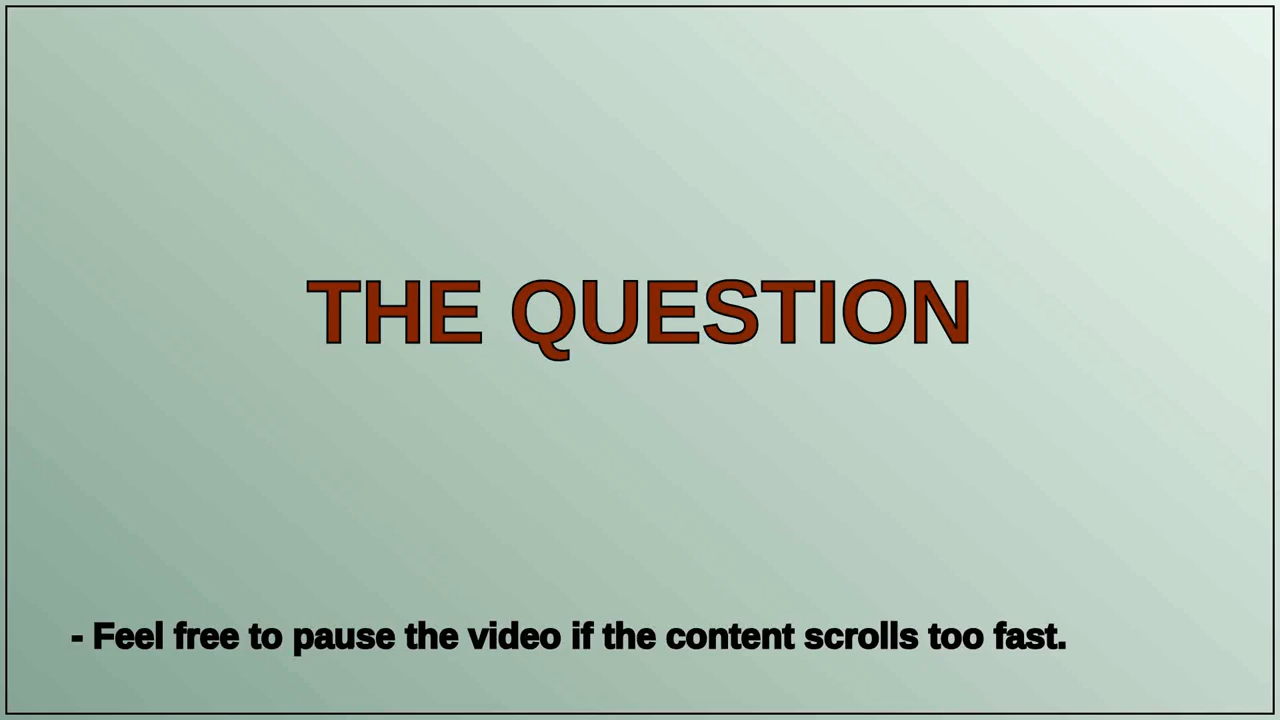 THE QUESTION
- Feel free to pause the video if the content scrolls too fast.